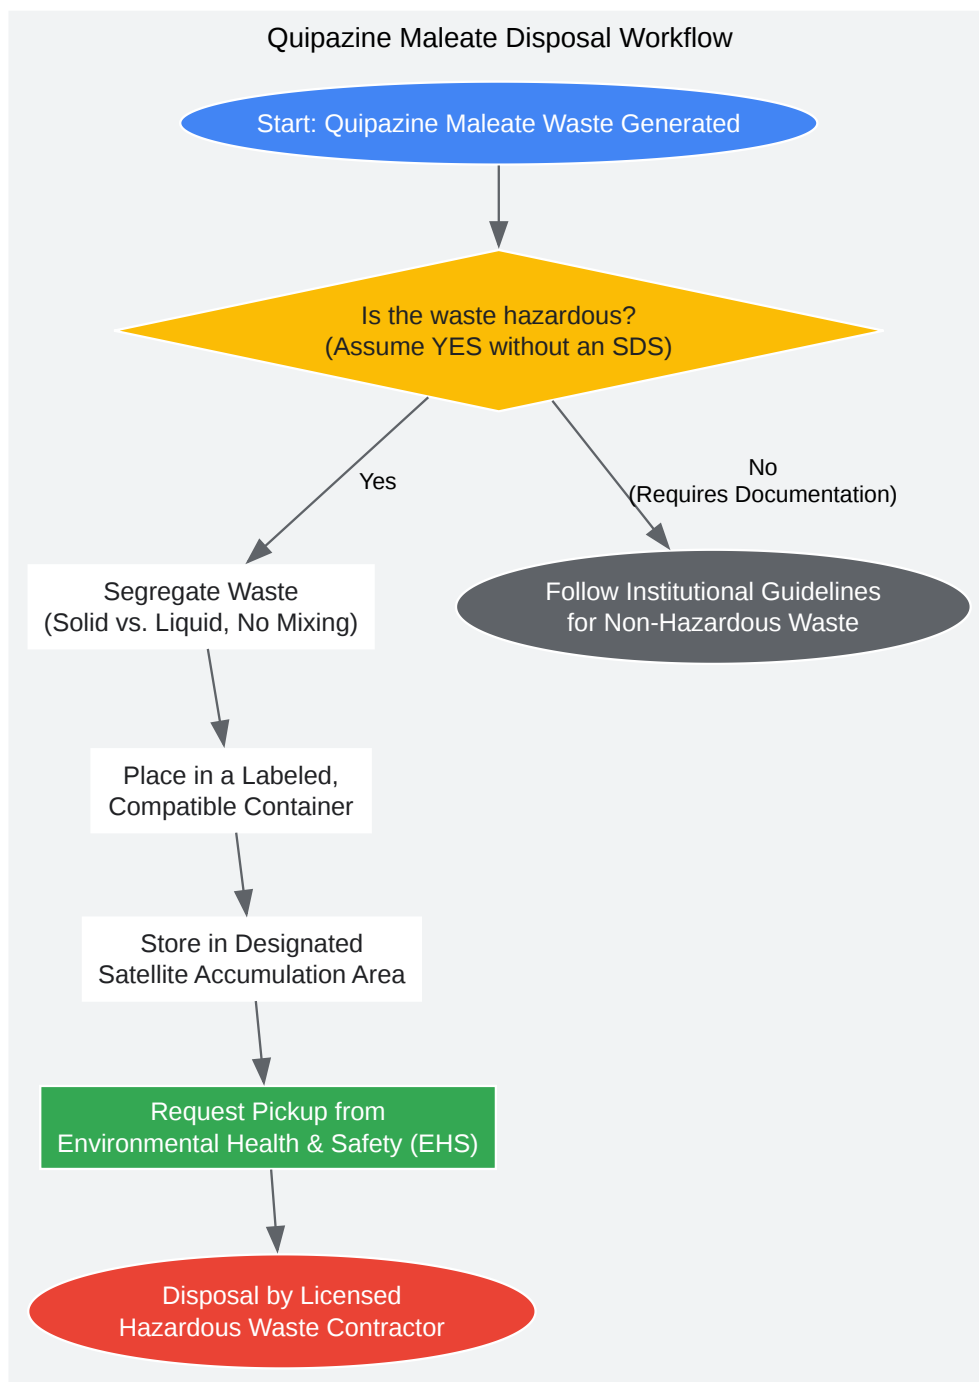 Quipazine Maleate Disposal Workflow
Start: Quipazine Maleate Waste Generated
Is the waste hazardous?
(Assume YES without an SDS)
Yes
No
(Requires Documentation)
Segregate Waste
(Solid vs. Liquid, No Mixing)
Follow Institutional Guidelines
for Non-Hazardous Waste
Place in a Labeled,
Compatible Container
Store in Designated
Satellite Accumulation Area
Request Pickup from
Environmental Health & Safety (EHS)
Disposal by Licensed
Hazardous Waste Contractor